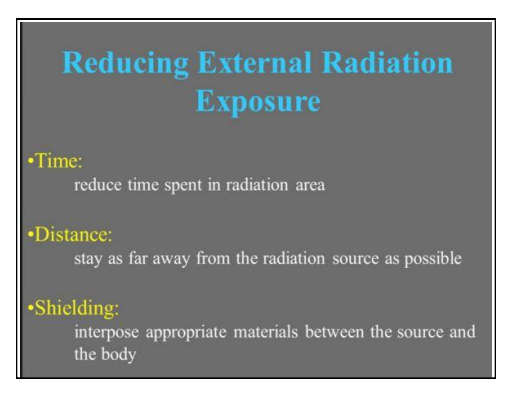 Reducing External Radiation
Exposure
•Time:
reduce time spent in radiation area
•Distance:
stay as far away from the radiation source as possible
•Shielding:
interpose appropriate materials between the source and
the body